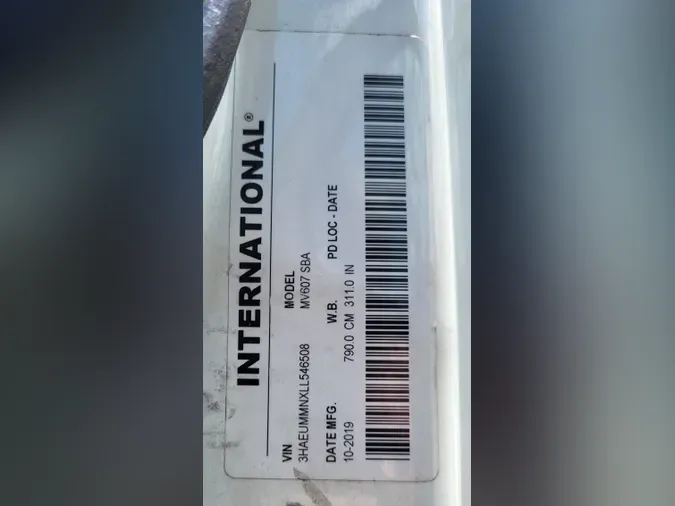 INTERNATIONAL®
VIN MODEL
3HAEUMMNXLL546508 MV607 SBA
DATE MFG. W.B. PD LOC - DATE
10-2019 790.0 CM 311.0 IN